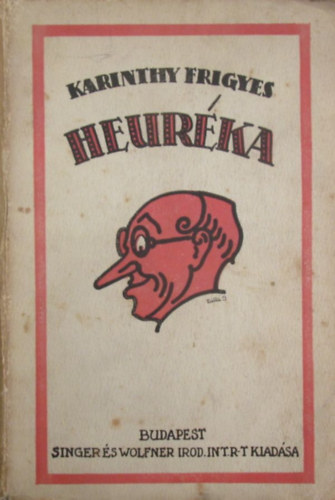 KARINTHY FRIGYES
HEURÉKA
BUDAPEST
SINGER ÉS WOLFNER IROD. INT. R-T KIADÁSA